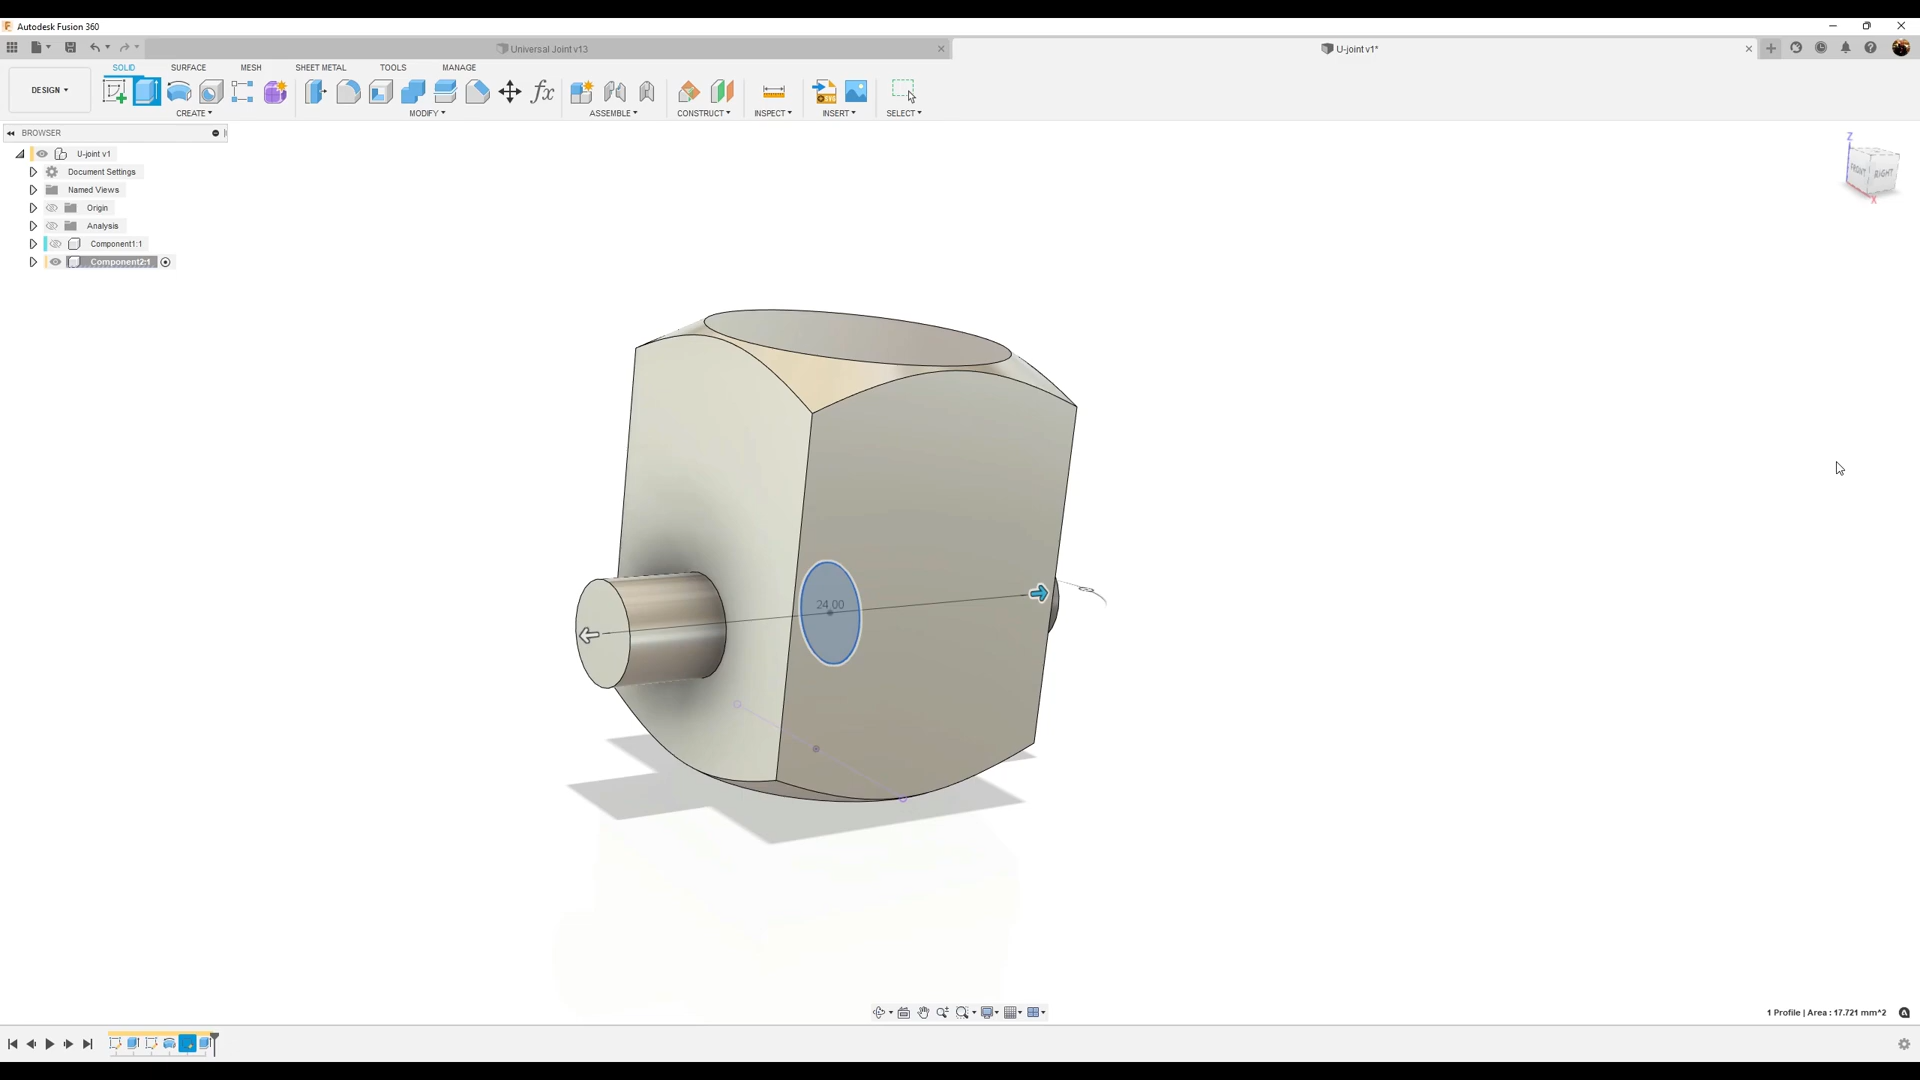 Autodesk Fusion 360
Universal Joint v13
U-joint v1*
SOLID
SURFACE
MESH
SHEET METAL
TOOLS
MANAGE
DESIGN
CREATE
MODIFY
ASSEMBLE
CONSTRUCT
INSPECT
INSERT
SELECT
BROWSER
U-joint v1
Document Settings
Named Views
Origin
Analysis
Component1:1
Component2:1
Z
FRONT
RIGHT
X
24.00
1 Profile | Area : 17.721 mm^2